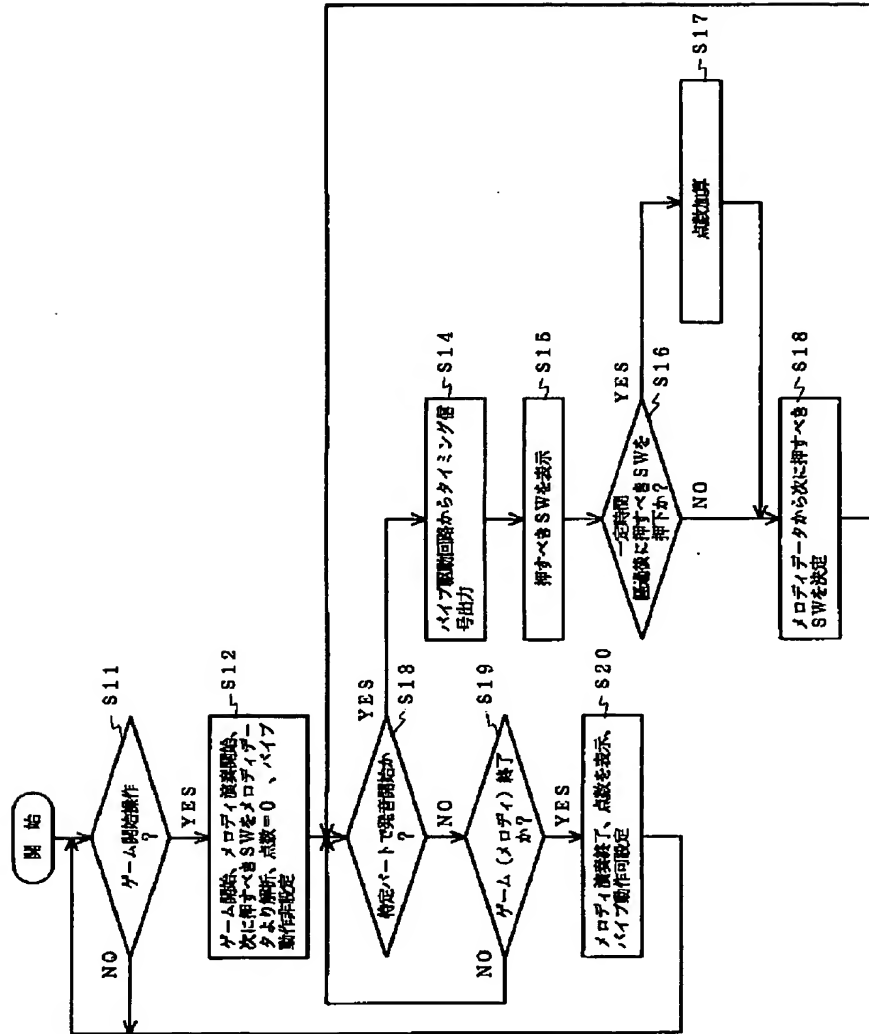 開 始
ゲーム開始操作
?
S11
NO
YES
ゲーム開始、メロディ演奏開始、
次に押すべきSWをメロディデー
タより解析、点数=0 、バイブ
動作非設定
S12
特定パートで発音開始か
?
S18
YES
NO
ゲーム(メロディ)終了
か?
S19
NO
YES
メロディ演奏終了、点数を表示、
バイブ動作可設定
S20
バイブ駆動回路からタイミング信
号出力
S14
押すべきSWを表示
S15
一定時間
経過後に押すべきSWを
押下か?
S16
YES
NO
点数加算
S17
メロディデータから次に押すべき
SWを決定
S18